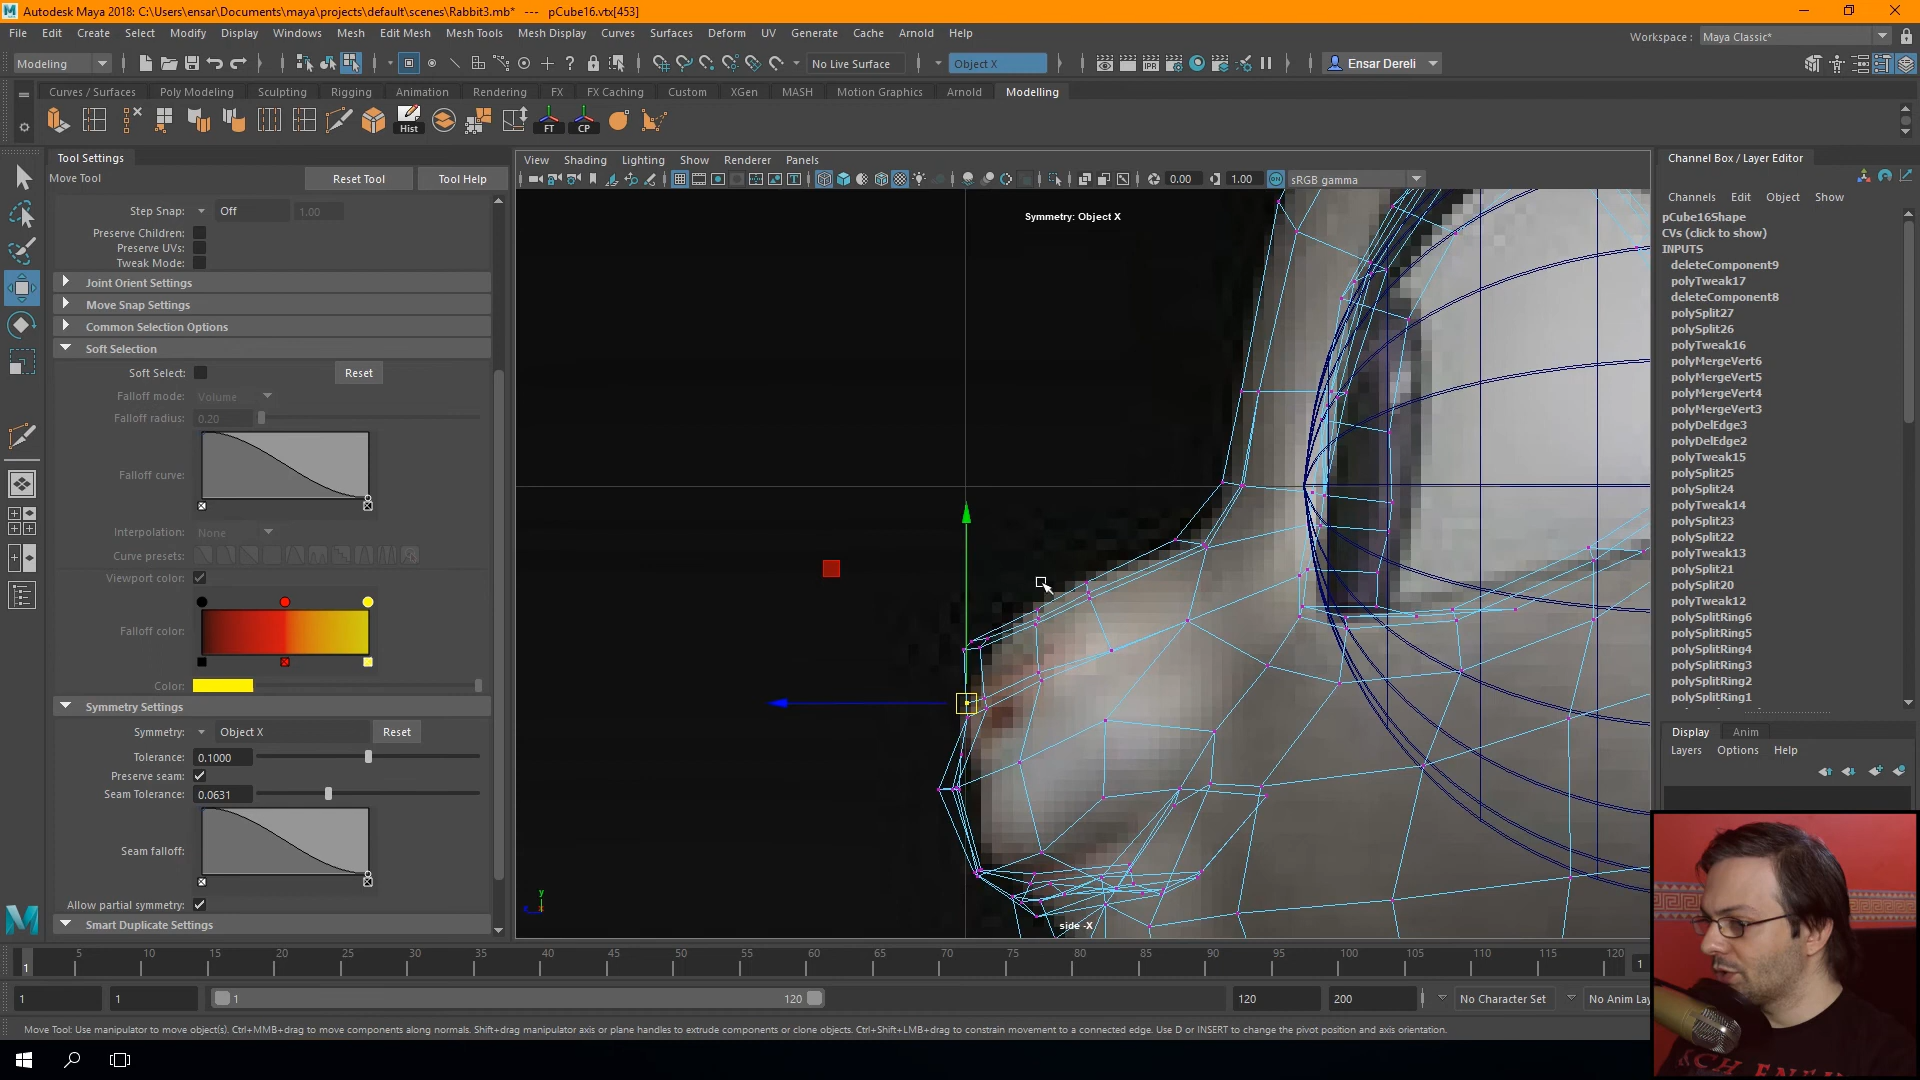 Autodesk Maya 2018: C:\Users\ensar\Documents\maya\projects\default\scenes\Rabbit3.mb*   ---   pCube16.vtx[453]
File Edit Create Select Modify Display Windows Mesh Edit Mesh Mesh Tools Mesh Display Curves Surfaces Deform UV Generate Cache Arnold Help
Workspace : Maya Classic*
Modeling
No Live Surface
Object X
IPR
Ensar Dereli
Curves / Surfaces Poly Modeling Sculpting Rigging Animation Rendering FX FX Caching Custom XGen MASH Motion Graphics Arnold Modelling
Hist FT CP
Tool Settings
Move Tool Reset Tool Tool Help
Step Snap: Off 1.00
Preserve Children:
Preserve UVs:
Tweak Mode:
Joint Orient Settings
Move Snap Settings
Common Selection Options
Soft Selection
Soft Select: Reset
Falloff mode: Volume
Falloff radius: 0.20
Falloff curve:
Interpolation: None
Curve presets:
Viewport color:
Falloff color:
Color:
Symmetry Settings
Symmetry: Object X Reset
Tolerance: 0.1000
Preserve seam:
Seam Tolerance: 0.0631
Seam falloff:
Allow partial symmetry:
Smart Duplicate Settings
View Shading Lighting Show Renderer Panels
0.00 1.00 sRGB gamma
Symmetry: Object X
y
side -X
Channel Box / Layer Editor
Channels Edit Object Show
pCube16Shape
CVs (click to show)
INPUTS
deleteComponent9
polyTweak17
deleteComponent8
polySplit27
polySplit26
polyTweak16
polyMergeVert6
polyMergeVert5
polyMergeVert4
polyMergeVert3
polyDelEdge3
polyDelEdge2
polyTweak15
polySplit25
polySplit24
polyTweak14
polySplit23
polySplit22
polyTweak13
polySplit21
polySplit20
polyTweak12
polySplitRing6
polySplitRing5
polySplitRing4
polySplitRing3
polySplitRing2
polySplitRing1
Display Anim
Layers Options Help
1 5 10 15 20 25 30 35 40 45 50 55 60 65 70 75 80 85 90 95 100 105 110 115 120 1
1 1 1 120 120 200 No Character Set No Anim Lay
Move Tool: Use manipulator to move object(s). Ctrl+MMB+drag to move components along normals. Shift+drag manipulator axis or plane handles to extrude components or clone objects. Ctrl+Shift+LMB+drag to constrain movement to a connected edge. Use D or INSERT to change the pivot position and axis orientation.